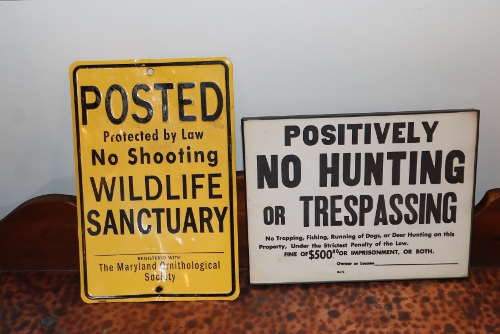 POSTED
Protected by Law
No Shooting
WILDLIFE
SANCTUARY
REGISTERED WITH
The Maryland Ornithological
Society
POSITIVELY
NO HUNTING
OR TRESPASSING
No Trapping, Fishing, Running of Dogs, or Deer Hunting on this
Property, Under the Strictest Penalty of the Law.
FINE OF $500.00 OR IMPRISONMENT, OR BOTH.
Owner or Lessee